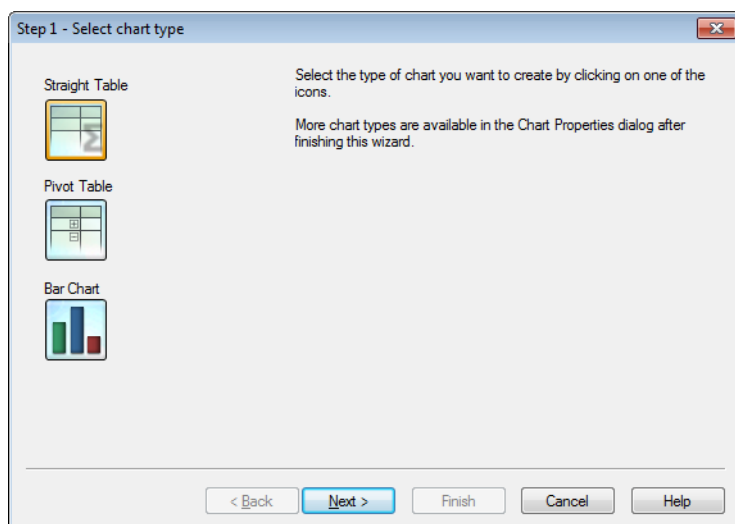 Step 1 - Select chart type
Straight Table
Select the type of chart you want to create by clicking on one of the
icons.
More chart types are available in the Chart Properties dialog after
finishing this wizard.
Pivot Table
Bar Chart
< Back
Next >
Finish
Cancel
Help